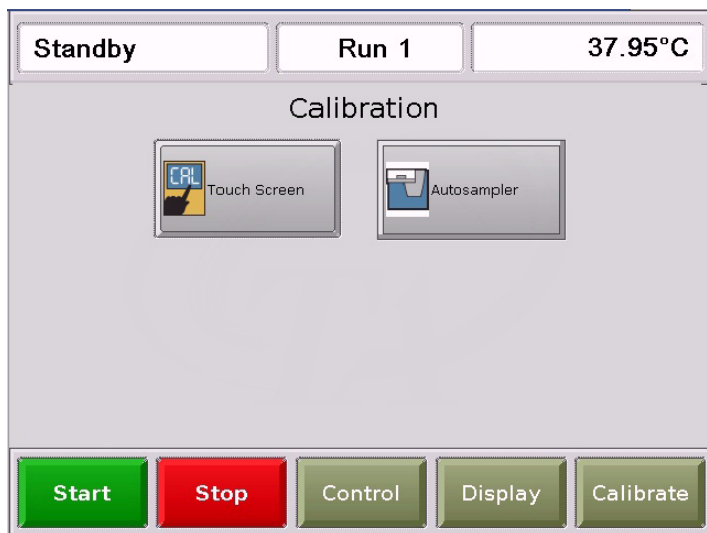 Standby Run 1 37.95°C
Calibration
CAL Touch Screen Autosampler
Start Stop Control Display Calibrate